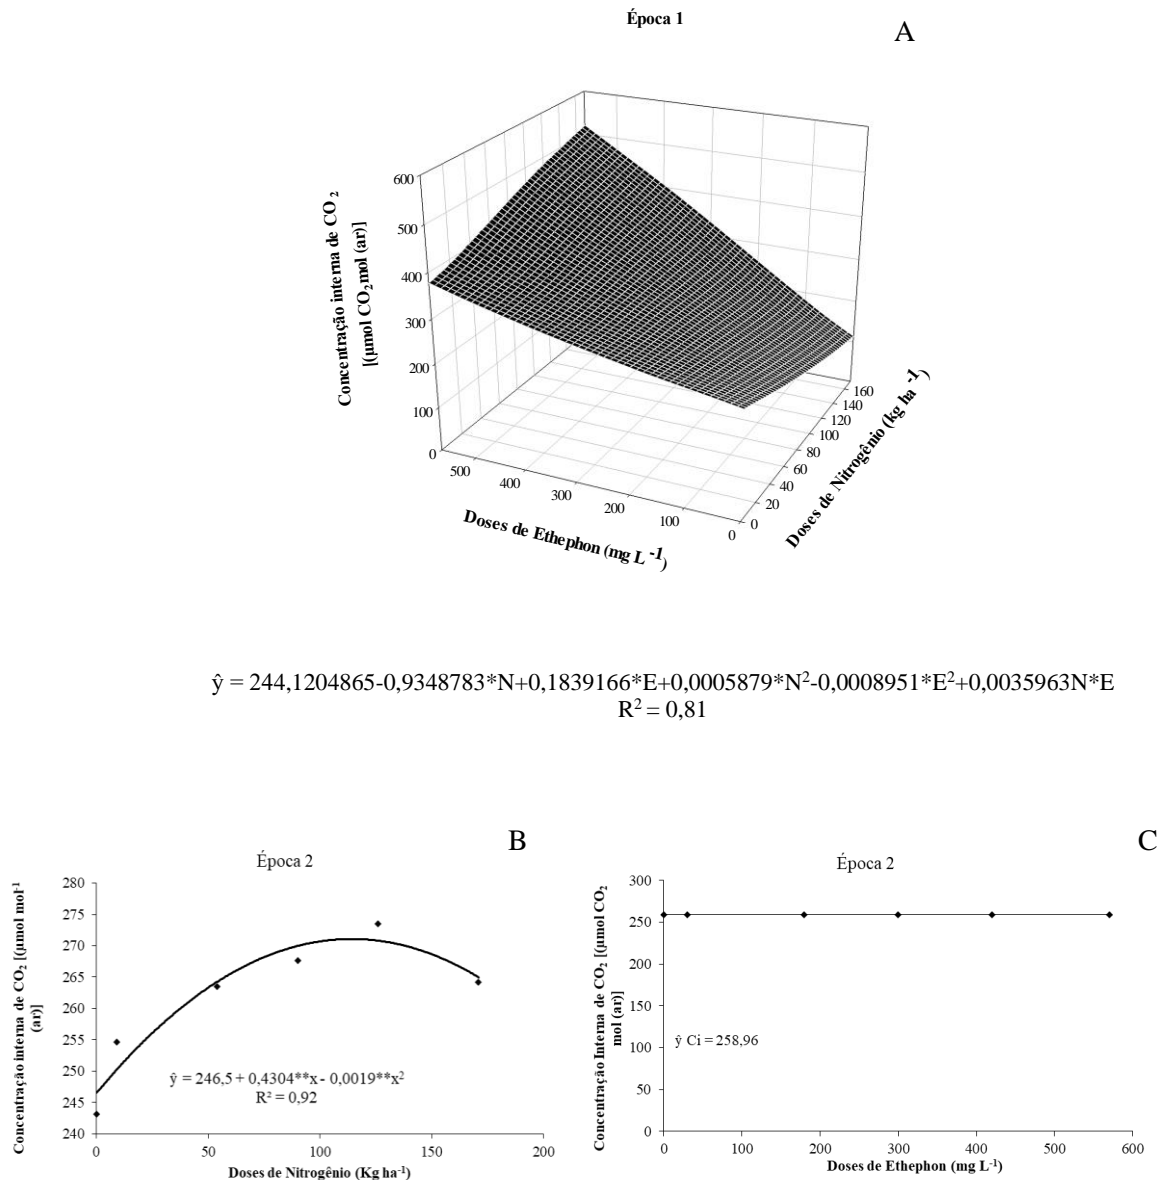 Época 1
A
Concentração interna de CO2
[(µmol CO2 mol (ar)]
600
500
400
300
200
100
0
500
400
300
200
100
0
Doses de Ethephon (mg L -1)
0
20
40
60
80
100
120
140
160
Doses de Nitrogênio (kg ha -1)
ŷ = 244,1204865-0,9348783*N+0,1839166*E+0,0005879*N²-0,0008951*E²+0,0035963N*E
R² = 0,81
B
Época 2
Concentração interna de CO2 [(µmol mol-1
(ar)]
280
275
270
265
260
255
250
245
240
ŷ = 246,5 + 0,4304**x - 0,0019**x²
R² = 0,92
0 50 100 150 200
Doses de Nitrogênio (Kg ha-1)
C
Época 2
Concentração Interna de CO2 [(µmol CO2
mol (ar)]
300
250
200
150
100
50
0
ŷ Ci = 258,96
0 100 200 300 400 500 600
Doses de Ethephon (mg L-1)